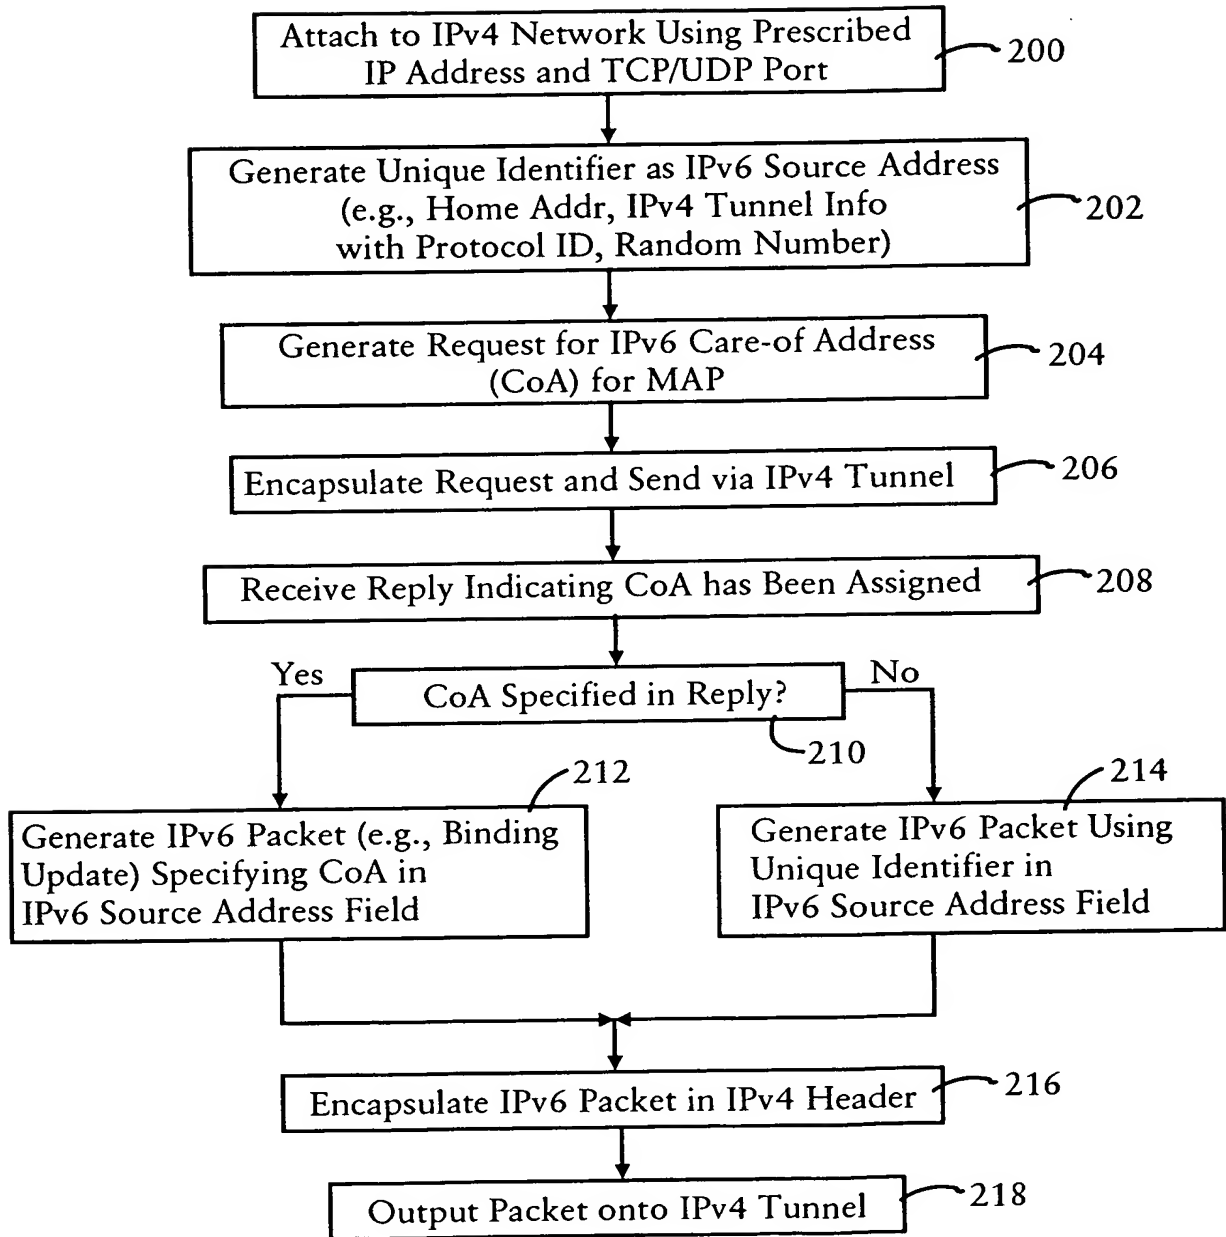 Attach to IPv4 Network Using Prescribed
IP Address and TCP/UDP Port
200
Generate Unique Identifier as IPv6 Source Address
(e.g., Home Addr, IPv4 Tunnel Info
with Protocol ID, Random Number)
202
Generate Request for IPv6 Care-of Address
(CoA) for MAP
204
Encapsulate Request and Send via IPv4 Tunnel
206
Receive Reply Indicating CoA has Been Assigned
208
Yes
CoA Specified in Reply?
No
210
212
Generate IPv6 Packet (e.g., Binding
Update) Specifying CoA in
IPv6 Source Address Field
214
Generate IPv6 Packet Using
Unique Identifier in
IPv6 Source Address Field
Encapsulate IPv6 Packet in IPv4 Header
216
Output Packet onto IPv4 Tunnel
218